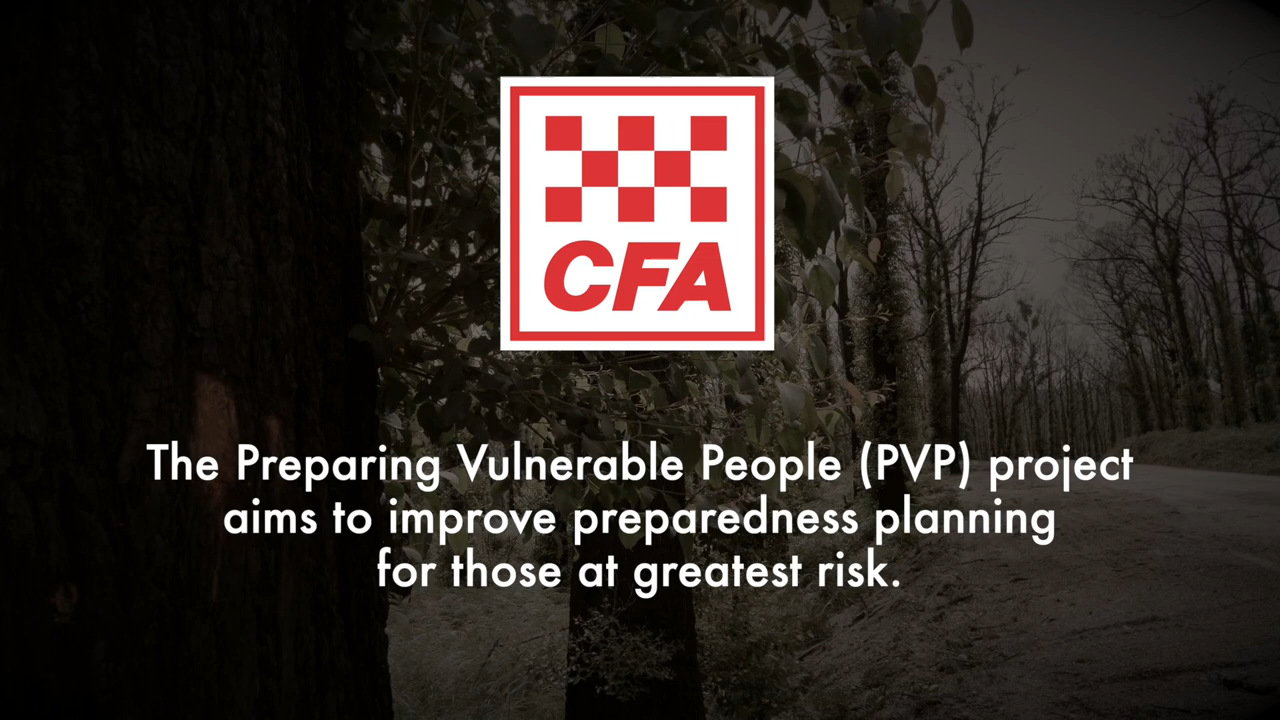 CFA
The Preparing Vulnerable People (PVP) project
aims to improve preparedness planning
for those at greatest risk.